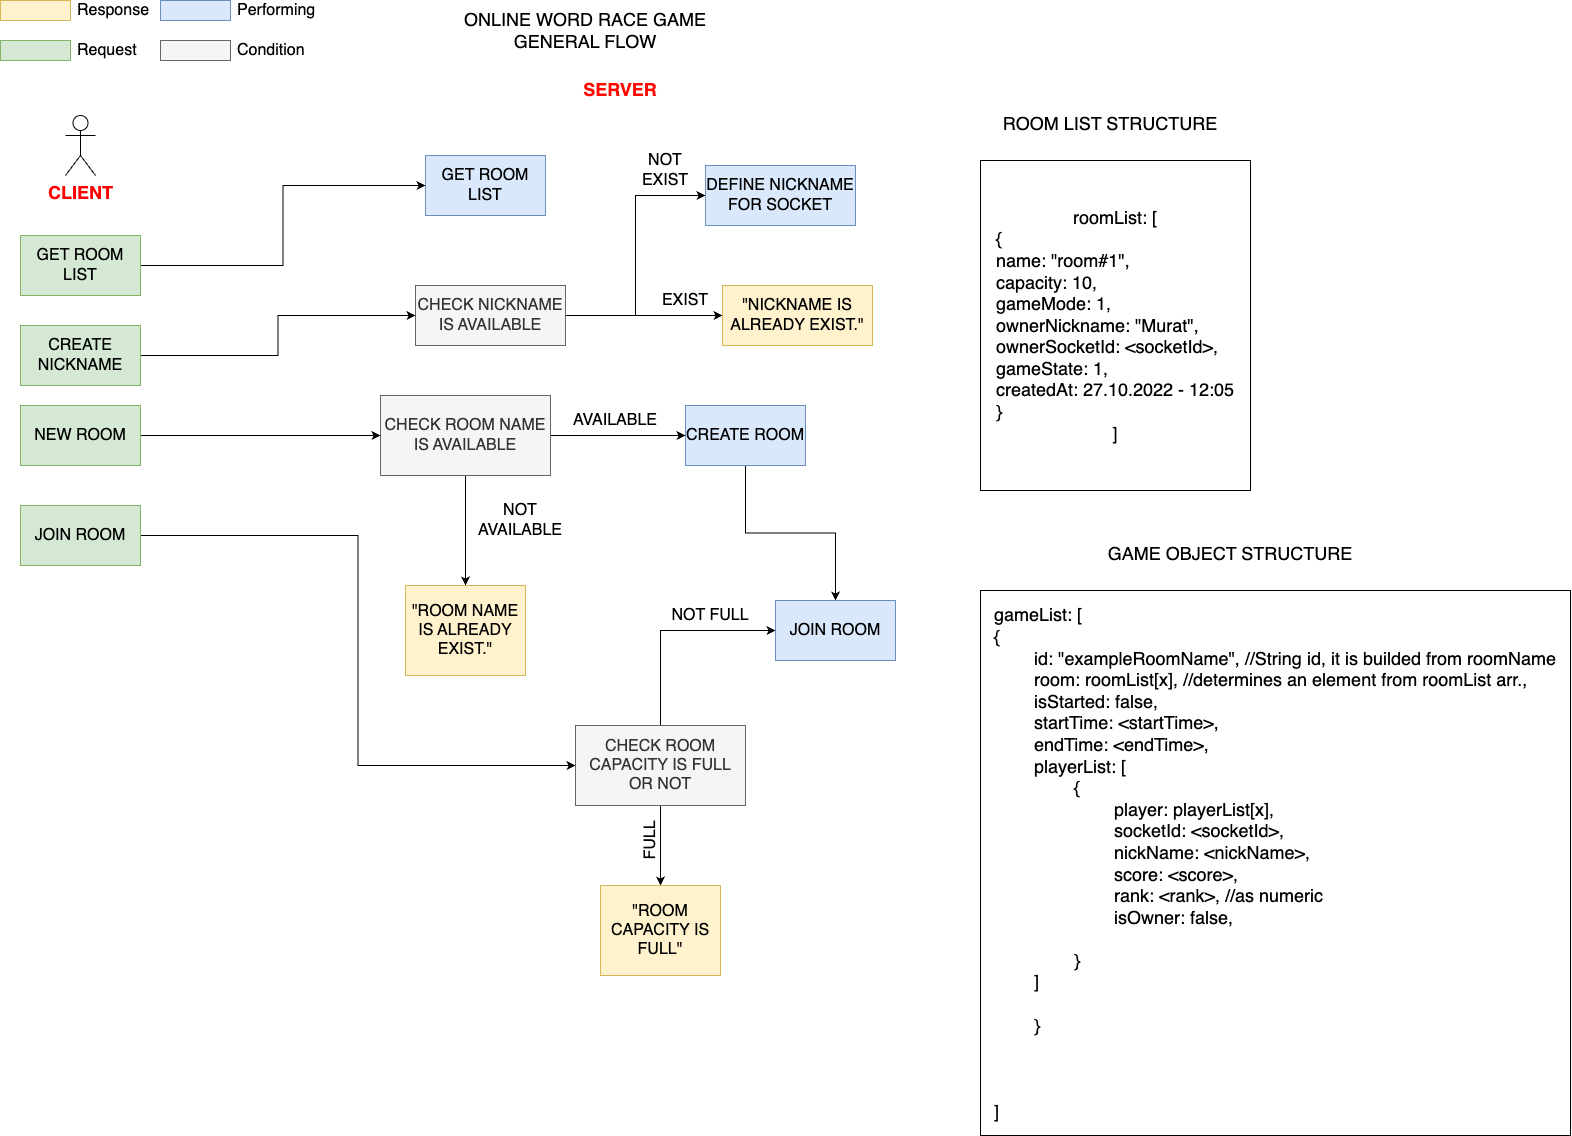 Response
Performing
Request
Condition
ONLINE WORD RACE GAME
GENERAL FLOW
SERVER
CLIENT
GET ROOM
LIST
CREATE
NICKNAME
NEW ROOM
JOIN ROOM
GET ROOM
LIST
NOT
EXIST
DEFINE NICKNAME
FOR SOCKET
CHECK NICKNAME
IS AVAILABLE
EXIST
"NICKNAME IS
ALREADY EXIST."
CHECK ROOM NAME
IS AVAILABLE
AVAILABLE
CREATE ROOM
NOT
AVAILABLE
"ROOM NAME
IS ALREADY
EXIST."
NOT FULL
JOIN ROOM
CHECK ROOM
CAPACITY IS FULL
OR NOT
FULL
"ROOM
CAPACITY IS
FULL"
ROOM LIST STRUCTURE
roomList: [
{
name: "room#1",
capacity: 10,
gameMode: 1,
ownerNickname: "Murat",
ownerSocketId: <socketId>,
gameState: 1,
createdAt: 27.10.2022 - 12:05
}
]
GAME OBJECT STRUCTURE
gameList: [
{
id: "exampleRoomName", //String id, it is builded from roomName
room: roomList[x], //determines an element from roomList arr.,
isStarted: false,
startTime: <startTime>,
endTime: <endTime>,
playerList: [
{
player: playerList[x],
socketId: <socketId>,
nickName: <nickName>,
score: <score>,
rank: <rank>, //as numeric
isOwner: false,
}
]
}
]